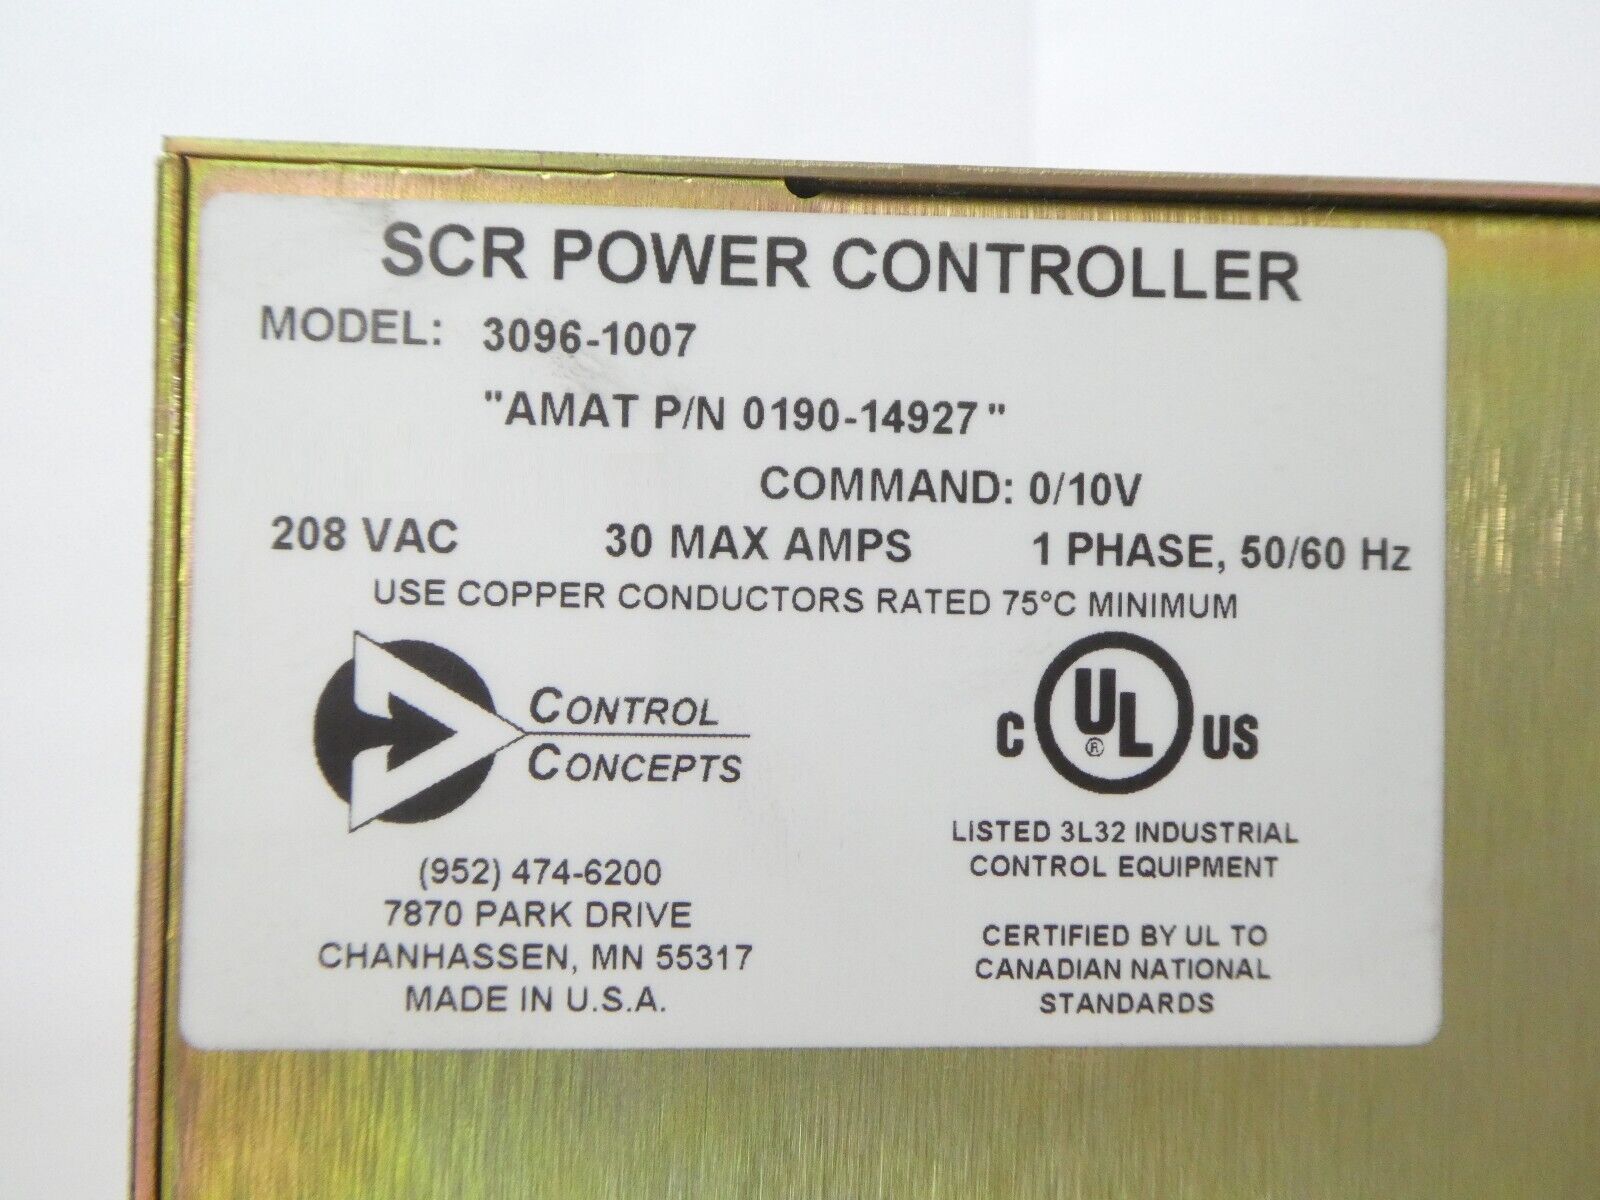 SCR POWER CONTROLLER
MODEL: 3096-1007
"AMAT P/N 0190-14927"
COMMAND: 0/10V
208 VAC 30 MAX AMPS 1 PHASE, 50/60 Hz
USE COPPER CONDUCTORS RATED 75°C MINIMUM
CONTROL
CONCEPTS
(952) 474-6200
7870 PARK DRIVE
CHANHASSEN, MN 55317
MADE IN U.S.A.
C UL® US
LISTED 3L32 INDUSTRIAL
CONTROL EQUIPMENT
CERTIFIED BY UL TO
CANADIAN NATIONAL
STANDARDS